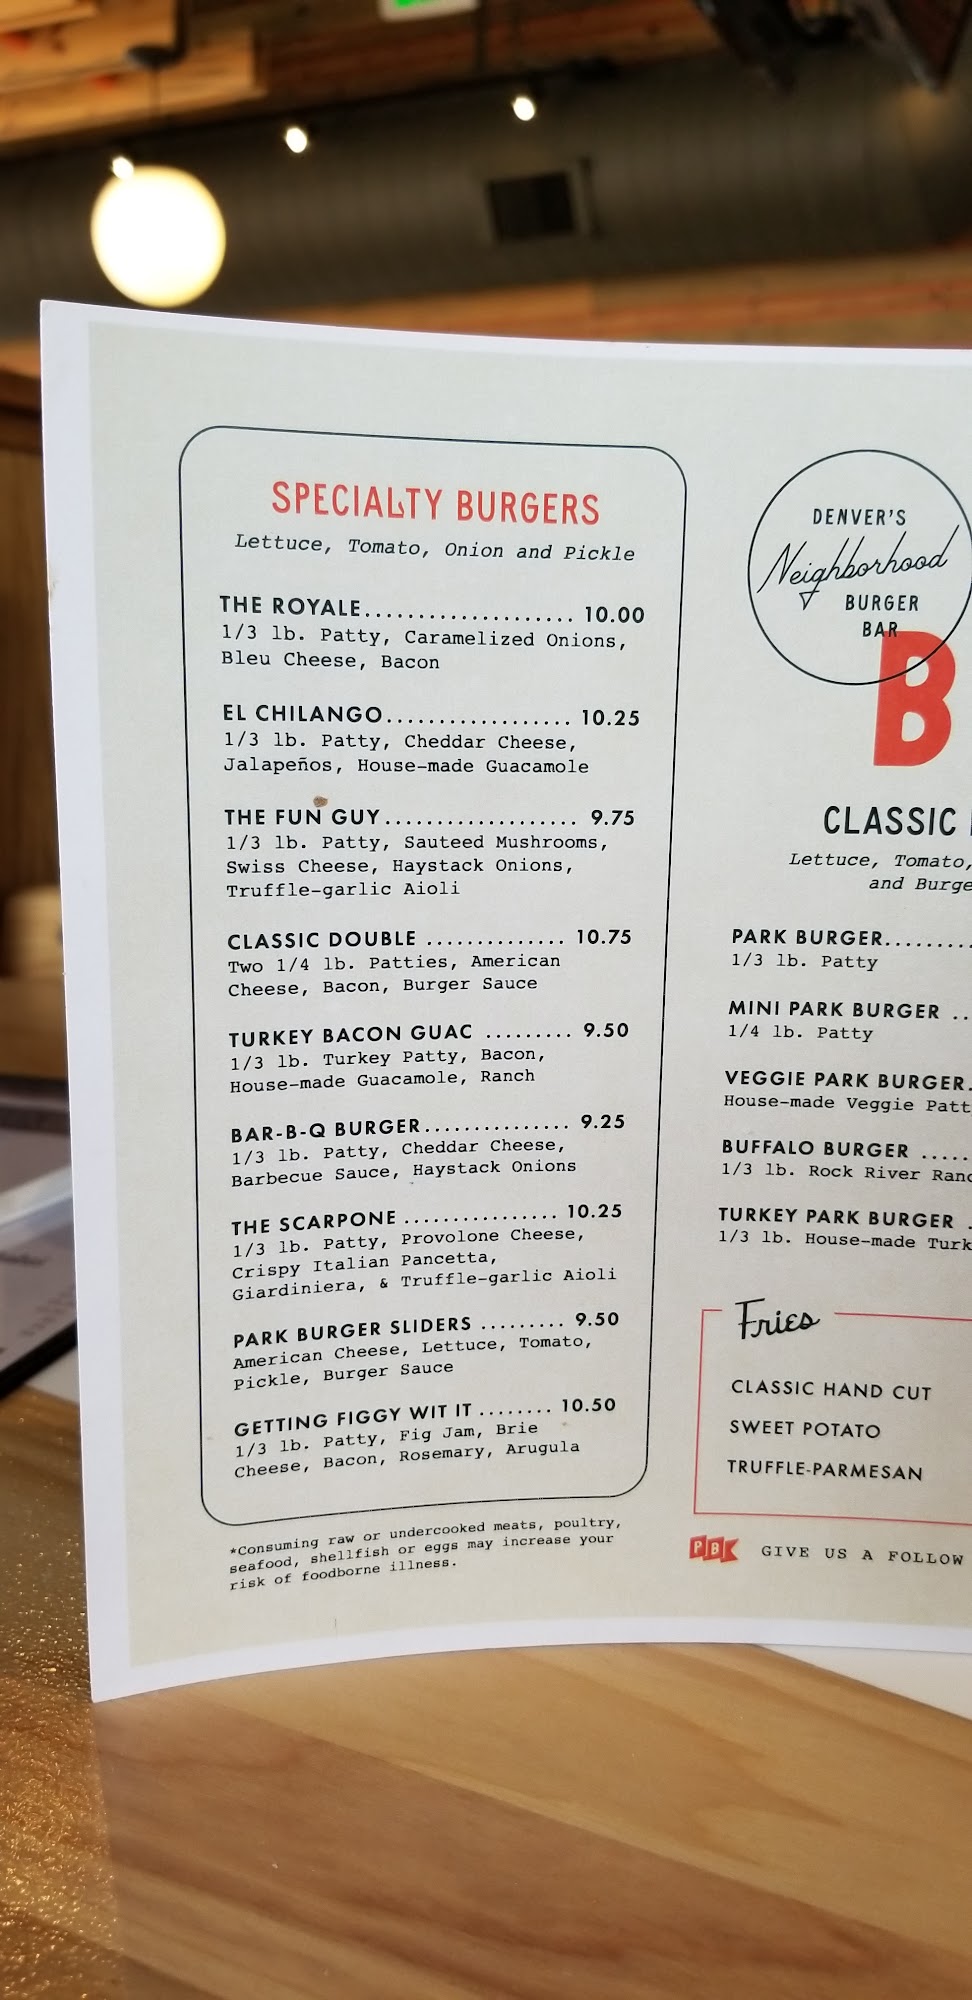 SPECIALTY BURGERS
Lettuce, Tomato, Onion and Pickle
THE ROYALE.................... 10.00
1/3 lb. Patty, Caramelized Onions,
Bleu Cheese, Bacon
EL CHILANGO.................. 10.25
1/3 lb. Patty, Cheddar Cheese,
Jalapeños, House-made Guacamole
THE FUN GUY................... 9.75
1/3 lb. Patty, Sauteed Mushrooms,
Swiss Cheese, Haystack Onions,
Truffle-garlic Aioli
CLASSIC DOUBLE .............. 10.75
Two 1/4 lb. Patties, American
Cheese, Bacon, Burger Sauce
TURKEY BACON GUAC ......... 9.50
1/3 lb. Turkey Patty, Bacon,
House-made Guacamole, Ranch
BAR-B-Q BURGER............... 9.25
1/3 lb. Patty, Cheddar Cheese,
Barbecue Sauce, Haystack Onions
THE SCARPONE ................ 10.25
1/3 lb. Patty, Provolone Cheese,
Crispy Italian Pancetta,
Giardiniera, & Truffle-garlic Aioli
PARK BURGER SLIDERS ......... 9.50
American Cheese, Lettuce, Tomato,
Pickle, Burger Sauce
GETTING FIGGY WIT IT ........ 10.50
1/3 lb. Patty, Fig Jam, Brie
Cheese, Bacon, Rosemary, Arugula
*Consuming raw or undercooked meats, poultry,
seafood, shellfish or eggs may increase your
risk of foodborne illness.
DENVER'S
Neighborhood
BURGER
BAR
B
CLASSIC
Lettuce, Tomato,
and Burge
PARK BURGER.........
1/3 lb. Patty
MINI PARK BURGER ..
1/4 lb. Patty
VEGGIE PARK BURGER.
House-made Veggie Patt
BUFFALO BURGER .....
1/3 lb. Rock River Ranc
TURKEY PARK BURGER .
1/3 lb. House-made Turk
Fries
CLASSIC HAND CUT
SWEET POTATO
TRUFFLE-PARMESAN
PBK GIVE US A FOLLOW